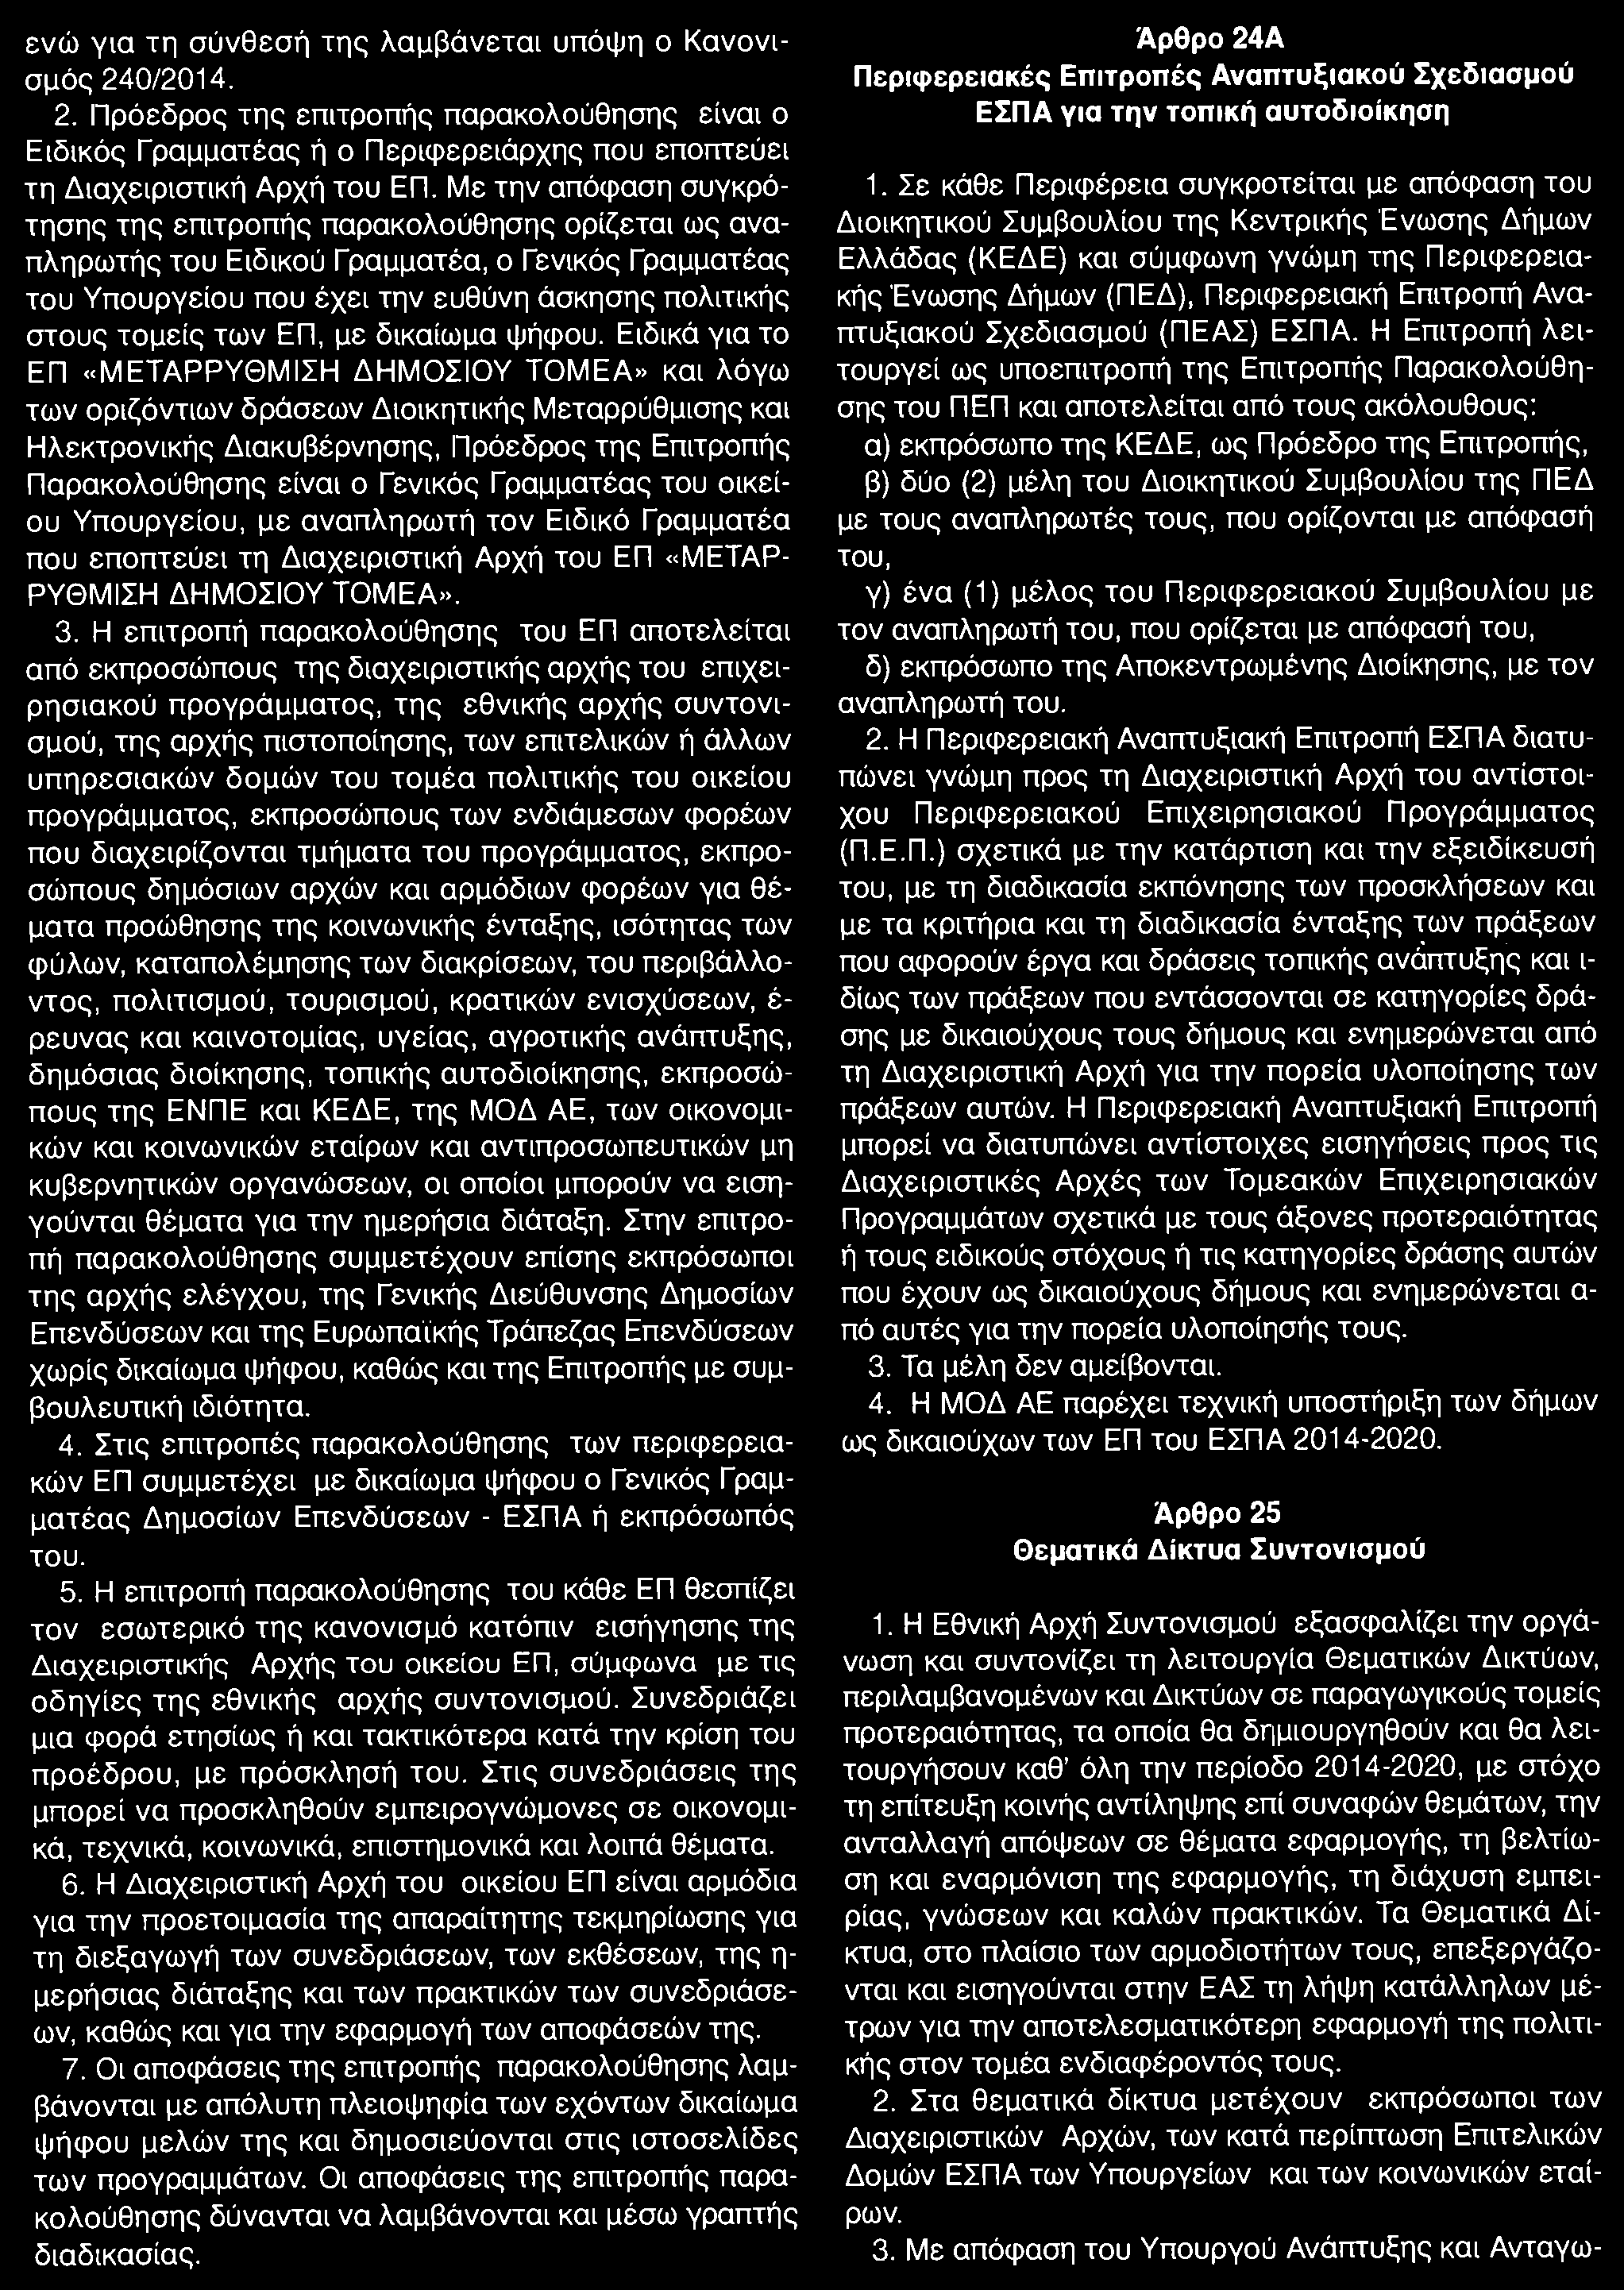 ενώ για τη σύνθεσή της λαμβάνεται υπόψη ο Κανονι-
σμός 240/2014.
2. Πρόεδρος της επιτροπής παρακολούθησης είναι ο
Ειδικός Γραμματέας ή ο Περιφερειάρχης που εποπτεύει
τη Διαχειριστική Αρχή του ΕΠ. Με την απόφαση συγκρό-
τησης της επιτροπής παρακολούθησης ορίζεται ως ανα-
πληρωτής του Ειδικού Γραμματέα, ο Γενικός Γραμματέας
του Υπουργείου που έχει την ευθύνη άσκησης πολιτικής
στους τομείς των ΕΠ, με δικαίωμα ψήφου. Ειδικά για το
ΕΠ «ΜΕΤΑΡΡΥΘΜΙΣΗ ΔΗΜΟΣΙΟΥ ΤΟΜΕΑ» και λόγω
των οριζόντιων δράσεων Διοικητικής Μεταρρύθμισης και
Ηλεκτρονικής Διακυβέρνησης, Πρόεδρος της Επιτροπής
Παρακολούθησης είναι ο Γενικός Γραμματέας του οικεί-
ου Υπουργείου, με αναπληρωτή τον Ειδικό Γραμματέα
που εποπτεύει τη Διαχειριστική Αρχή του ΕΠ «ΜΕΤΑΡ-
ΡΥΘΜΙΣΗ ΔΗΜΟΣΙΟΥ ΤΟΜΕΑ».
3. Η επιτροπή παρακολούθησης του ΕΠ αποτελείται
από εκπροσώπους της διαχειριστικής αρχής του επιχει-
ρησιακού προγράμματος, της εθνικής αρχής συντονι-
σμού, της αρχής πιστοποίησης, των επιτελικών ή άλλων
υπηρεσιακών δομών του τομέα πολιτικής του οικείου
προγράμματος, εκπροσώπους των ενδιάμεσων φορέων
που διαχειρίζονται τμήματα του προγράμματος, εκπρο-
σώπους δημόσιων αρχών και αρμόδιων φορέων για θέ-
ματα προώθησης της κοινωνικής ένταξης, ισότητας των
φύλων, καταπολέμησης των διακρίσεων, του περιβάλλο-
ντος, πολιτισμού, τουρισμού, κρατικών ενισχύσεων, έ-
ρευνας και καινοτομίας, υγείας, αγροτικής ανάπτυξης,
δημόσιας διοίκησης, τοπικής αυτοδιοίκησης, εκπροσώ-
πους της ΕΝΠΕ και ΚΕΔΕ, της ΜΟΔ ΑΕ, των οικονομι-
κών και κοινωνικών εταίρων και αντιπροσωπευτικών μη
κυβερνητικών οργανώσεων, οι οποίοι μπορούν να ειση-
γούνται θέματα για την ημερήσια διάταξη. Στην επιτρο-
πή παρακολούθησης συμμετέχουν επίσης εκπρόσωποι
της αρχής ελέγχου, της Γενικής Διεύθυνσης Δημοσίων
Επενδύσεων και της Ευρωπαϊκής Τράπεζας Επενδύσεων
χωρίς δικαίωμα ψήφου, καθώς και της Επιτροπής με συμ-
βουλευτική ιδιότητα.
4. Στις επιτροπές παρακολούθησης των περιφερεια-
κών ΕΠ συμμετέχει με δικαίωμα ψήφου ο Γενικός Γραμ-
ματέας Δημοσίων Επενδύσεων - ΕΣΠΑ ή εκπρόσωπός
του.
5. Η επιτροπή παρακολούθησης του κάθε ΕΠ θεσπίζει
τον εσωτερικό της κανονισμό κατόπιν εισήγησης της
Διαχειριστικής Αρχής του οικείου ΕΠ, σύμφωνα με τις
οδηγίες της εθνικής αρχής συντονισμού. Συνεδριάζει
μια φορά ετησίως ή και τακτικότερα κατά την κρίση του
προέδρου, με πρόσκλησή του. Στις συνεδριάσεις της
μπορεί να προσκληθούν εμπειρογνώμονες σε οικονομι-
κά, τεχνικά, κοινωνικά, επιστημονικά και λοιπά θέματα.
6. Η Διαχειριστική Αρχή του οικείου ΕΠ είναι αρμόδια
για την προετοιμασία της απαραίτητης τεκμηρίωσης για
τη διεξαγωγή των συνεδριάσεων, των εκθέσεων, της η-
μερήσιας διάταξης και των πρακτικών των συνεδριάσε-
ων, καθώς και για την εφαρμογή των αποφάσεών της.
7. Οι αποφάσεις της επιτροπής παρακολούθησης λαμ-
βάνονται με απόλυτη πλειοψηφία των εχόντων δικαίωμα
ψήφου μελών της και δημοσιεύονται στις ιστοσελίδες
των προγραμμάτων. Οι αποφάσεις της επιτροπής παρα-
κολούθησης δύνανται να λαμβάνονται και μέσω γραπτής
διαδικασίας.
Άρθρο 24Α
Περιφερειακές Επιτροπές Αναπτυξιακού Σχεδιασμού
ΕΣΠΑ για την τοπική αυτοδιοίκηση
1. Σε κάθε Περιφέρεια συγκροτείται με απόφαση του
Διοικητικού Συμβουλίου της Κεντρικής Ένωσης Δήμων
Ελλάδας (ΚΕΔΕ) και σύμφωνη γνώμη της Περιφερεια-
κής Ένωσης Δήμων (ΠΕΔ), Περιφερειακή Επιτροπή Ανα-
πτυξιακού Σχεδιασμού (ΠΕΑΣ) ΕΣΠΑ. Η Επιτροπή λει-
τουργεί ως υποεπιτροπή της Επιτροπής Παρακολούθη-
σης του ΠΕΠ και αποτελείται από τους ακόλουθους:
α) εκπρόσωπο της ΚΕΔΕ, ως Πρόεδρο της Επιτροπής,
β) δύο (2) μέλη του Διοικητικού Συμβουλίου της ΠΕΔ
με τους αναπληρωτές τους, που ορίζονται με απόφασή
του,
γ) ένα (1) μέλος του Περιφερειακού Συμβουλίου με
τον αναπληρωτή του, που ορίζεται με απόφασή του,
δ) εκπρόσωπο της Αποκεντρωμένης Διοίκησης, με τον
αναπληρωτή του.
2. Η Περιφερειακή Αναπτυξιακή Επιτροπή ΕΣΠΑ διατυ-
πώνει γνώμη προς τη Διαχειριστική Αρχή του αντίστοι-
χου Περιφερειακού Επιχειρησιακού Προγράμματος
(Π.Ε.Π.) σχετικά με την κατάρτιση και την εξειδίκευσή
του, με τη διαδικασία εκπόνησης των προσκλήσεων και
με τα κριτήρια και τη διαδικασία ένταξης των πράξεων
που αφορούν έργα και δράσεις τοπικής ανάπτυξης και ι-
δίως των πράξεων που εντάσσονται σε κατηγορίες δρά-
σης με δικαιούχους τους δήμους και ενημερώνεται από
τη Διαχειριστική Αρχή για την πορεία υλοποίησης των
πράξεων αυτών. Η Περιφερειακή Αναπτυξιακή Επιτροπή
μπορεί να διατυπώνει αντίστοιχες εισηγήσεις προς τις
Διαχειριστικές Αρχές των Τομεακών Επιχειρησιακών
Προγραμμάτων σχετικά με τους άξονες προτεραιότητας
ή τους ειδικούς στόχους ή τις κατηγορίες δράσης αυτών
που έχουν ως δικαιούχους δήμους και ενημερώνεται α-
πό αυτές για την πορεία υλοποίησής τους.
3. Τα μέλη δεν αμείβονται.
4. Η ΜΟΔ ΑΕ παρέχει τεχνική υποστήριξη των δήμων
ως δικαιούχων των ΕΠ του ΕΣΠΑ 2014-2020.
Άρθρο 25
Θεματικά Δίκτυα Συντονισμού
1. Η Εθνική Αρχή Συντονισμού εξασφαλίζει την οργά-
νωση και συντονίζει τη λειτουργία Θεματικών Δικτύων,
περιλαμβανομένων και Δικτύων σε παραγωγικούς τομείς
προτεραιότητας, τα οποία θα δημιουργηθούν και θα λει-
τουργήσουν καθ’ όλη την περίοδο 2014-2020, με στόχο
τη επίτευξη κοινής αντίληψης επί συναφών θεμάτων, την
ανταλλαγή απόψεων σε θέματα εφαρμογής, τη βελτίω-
ση και εναρμόνιση της εφαρμογής, τη διάχυση εμπει-
ρίας, γνώσεων και καλών πρακτικών. Τα Θεματικά Δί-
κτυα, στο πλαίσιο των αρμοδιοτήτων τους, επεξεργάζο-
νται και εισηγούνται στην ΕΑΣ τη λήψη κατάλληλων μέ-
τρων για την αποτελεσματικότερη εφαρμογή της πολιτι-
κής στον τομέα ενδιαφέροντός τους.
2. Στα θεματικά δίκτυα μετέχουν εκπρόσωποι των
Διαχειριστικών Αρχών, των κατά περίπτωση Επιτελικών
Δομών ΕΣΠΑ των Υπουργείων και των κοινωνικών εταί-
ρων.
3. Με απόφαση του Υπουργού Ανάπτυξης και Ανταγω-